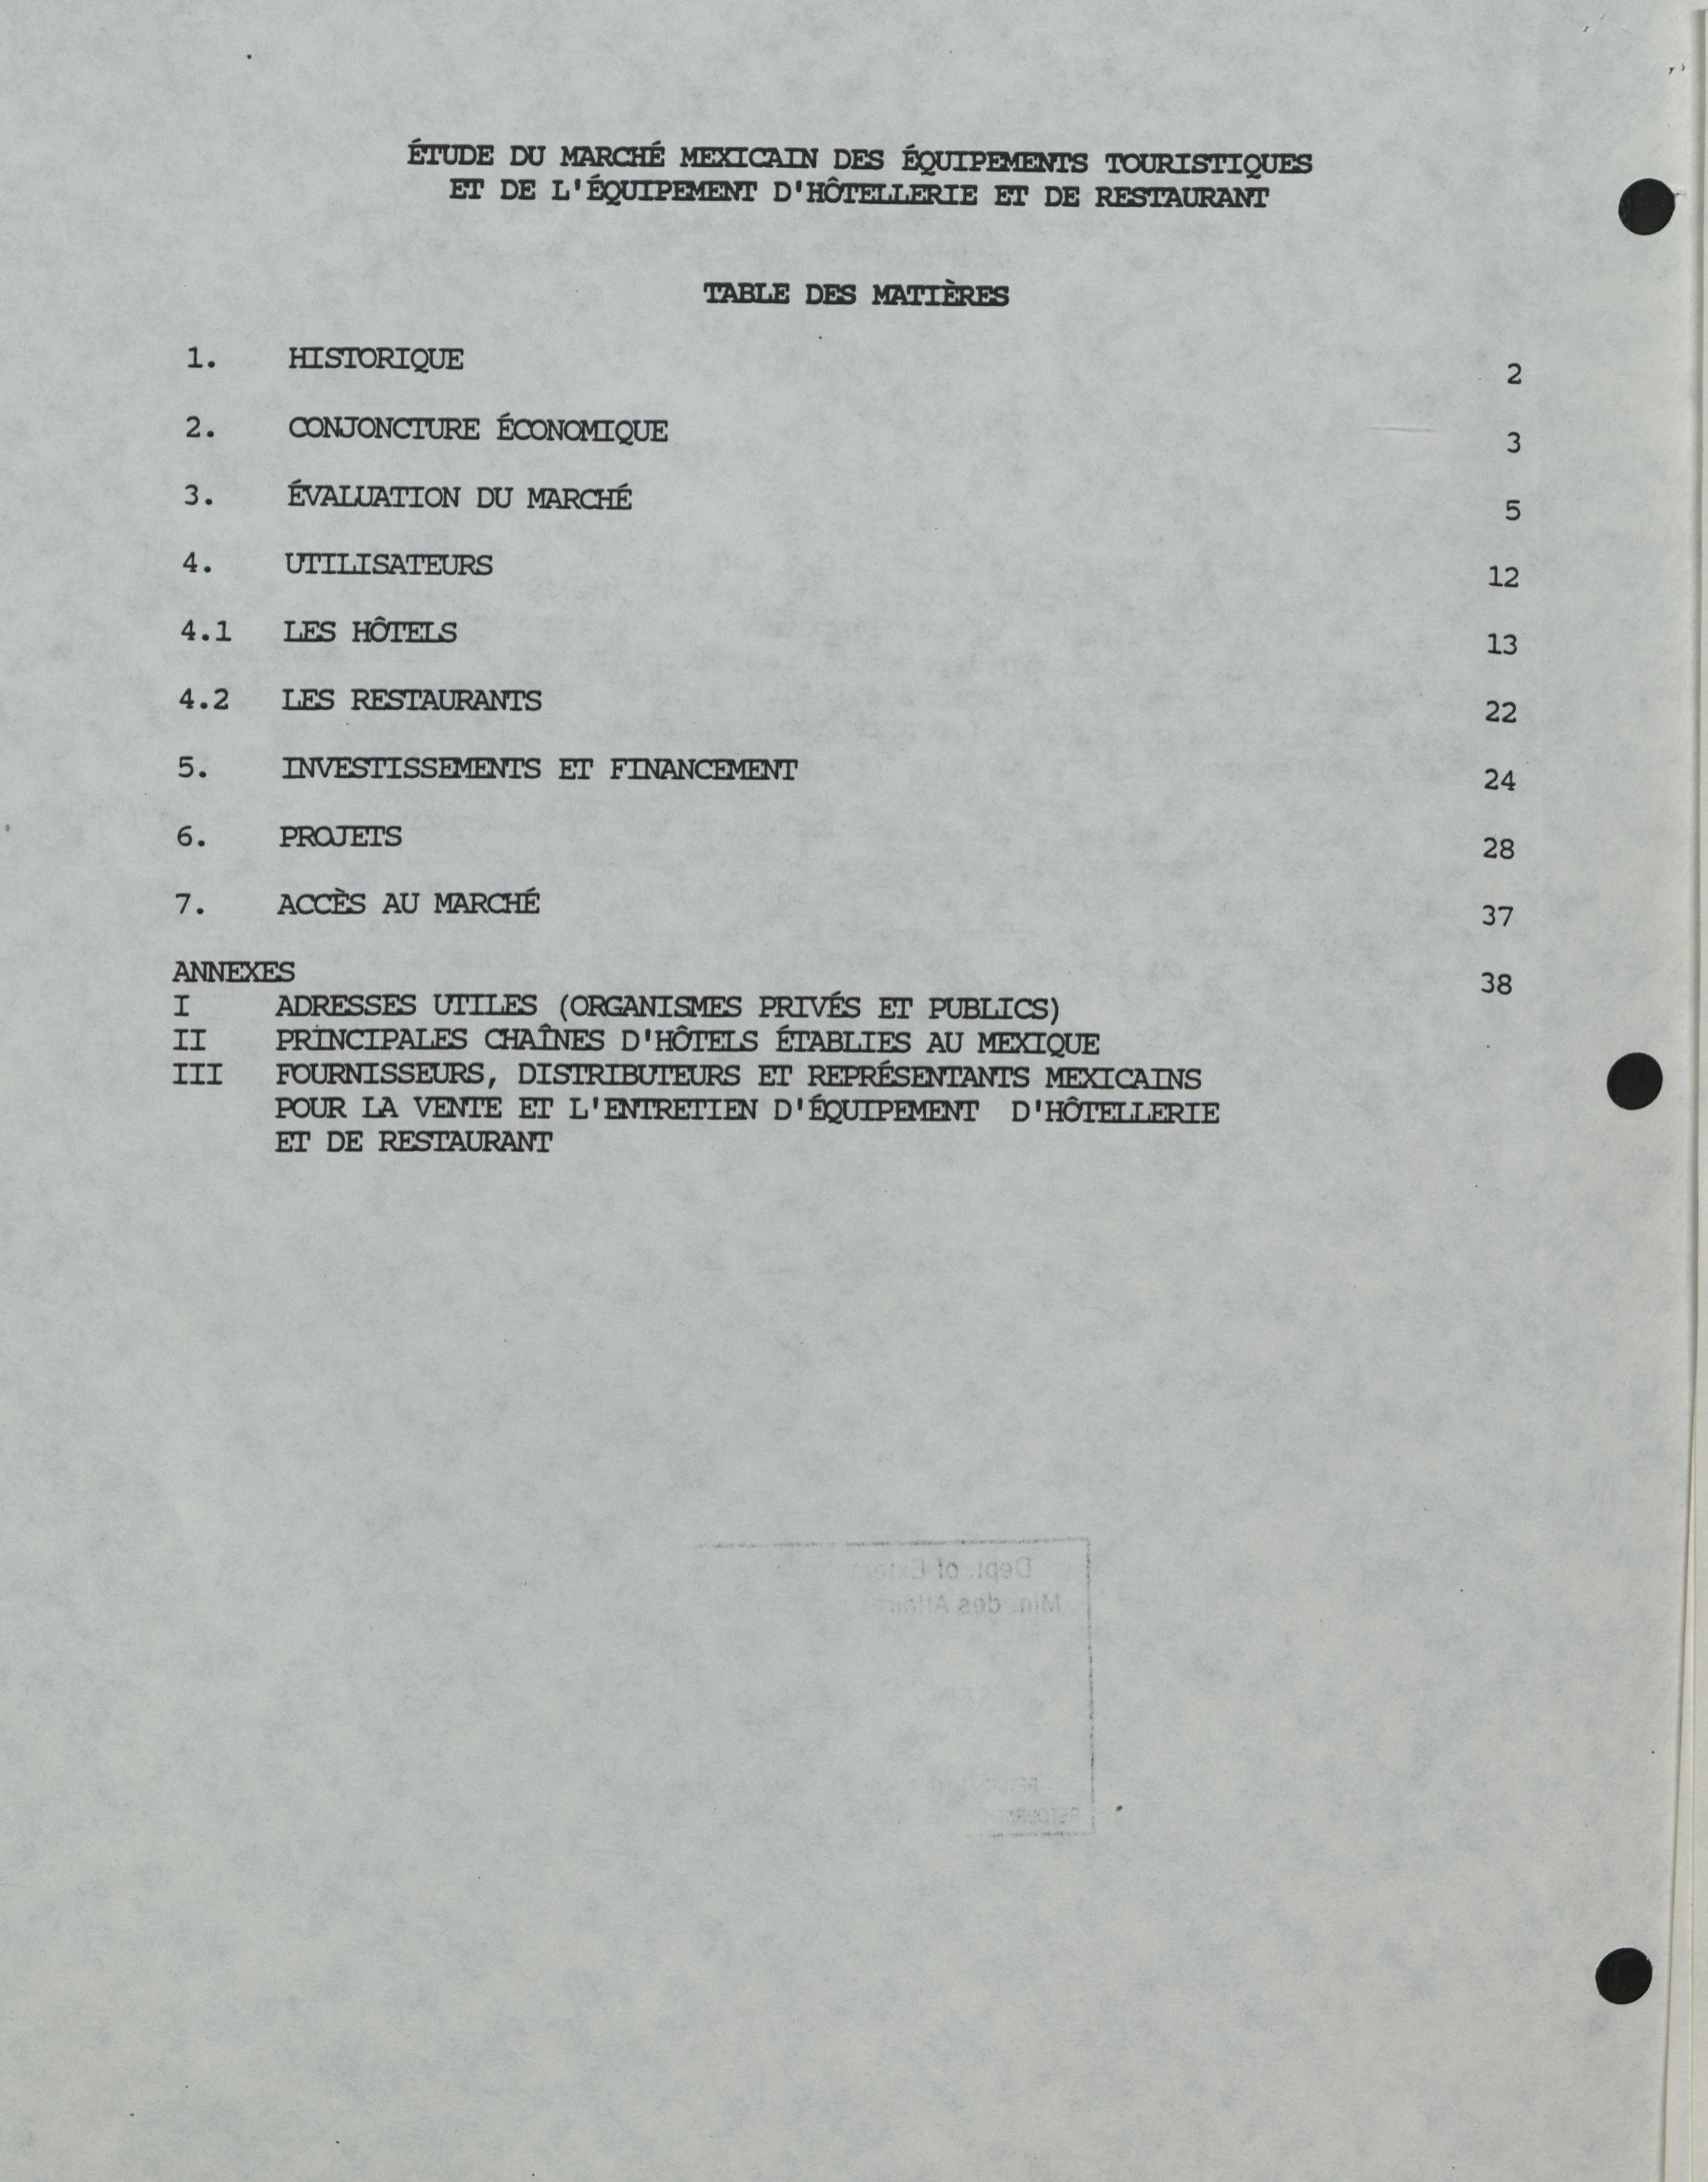 ÉTUDE DU MARCHÉ MEXICAIN DES ÉQUIPEMENTS TOURISTIQUES
ET DE L'ÉQUIPEMENT D'HÔTELLERIE ET DE RESTAURANT
TABLE DES MATIÈRES
1. HISTORIQUE 2
2. CONJONCTURE ÉCONOMIQUE 3
3. ÉVALUATION DU MARCHÉ 5
4. UTILISATEURS 12
4.1 LES HÔTELS 13
4.2 LES RESTAURANTS 22
5. INVESTISSEMENTS ET FINANCEMENT 24
6. PROJETS 28
7. ACCÈS AU MARCHÉ 37
ANNEXES 38
I ADRESSES UTILES (ORGANISMES PRIVÉS ET PUBLICS)
II PRINCIPALES CHAÎNES D'HÔTELS ÉTABLIES AU MEXIQUE
III FOURNISSEURS, DISTRIBUTEURS ET REPRÉSENTANTS MEXICAINS
POUR LA VENTE ET L'ENTRETIEN D'ÉQUIPEMENT D'HÔTELLERIE
ET DE RESTAURANT
Dept. of
Min. des